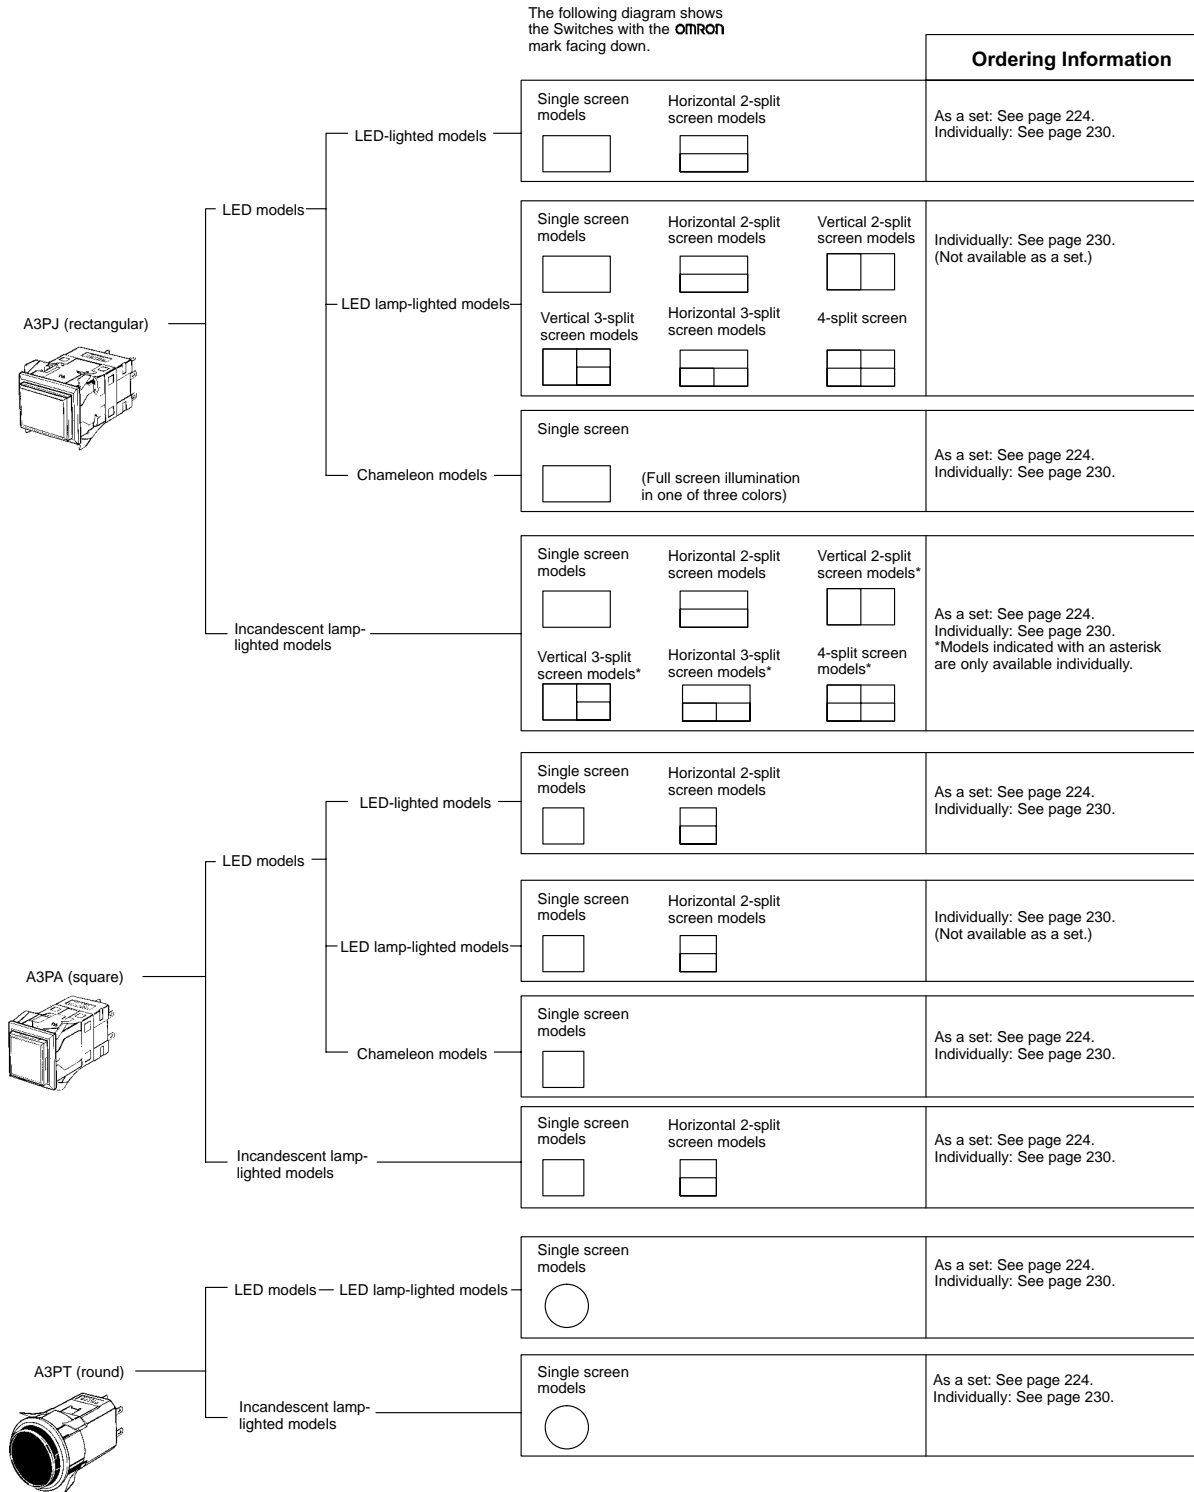 The following diagram shows
the Switches with the OMRON
mark facing down.
Ordering Information
A3PJ (rectangular)
LED models
LED-lighted models
Single screen
models
Horizontal 2-split
screen models
As a set: See page 224.
Individually: See page 230.
LED lamp-lighted models
Single screen
models
Horizontal 2-split
screen models
Vertical 2-split
screen models
Vertical 3-split
screen models
Horizontal 3-split
screen models
4-split screen
Individually: See page 230.
(Not available as a set.)
Chameleon models
Single screen
(Full screen illumination
in one of three colors)
As a set: See page 224.
Individually: See page 230.
Incandescent lamp-
lighted models
Single screen
models
Horizontal 2-split
screen models
Vertical 2-split
screen models*
Vertical 3-split
screen models*
Horizontal 3-split
screen models*
4-split screen
models*
As a set: See page 224.
Individually: See page 230.
*Models indicated with an asterisk
are only available individually.
A3PA (square)
LED models
LED-lighted models
Single screen
models
Horizontal 2-split
screen models
As a set: See page 224.
Individually: See page 230.
LED lamp-lighted models
Single screen
models
Horizontal 2-split
screen models
Individually: See page 230.
(Not available as a set.)
Chameleon models
Single screen
models
As a set: See page 224.
Individually: See page 230.
Incandescent lamp-
lighted models
Single screen
models
Horizontal 2-split
screen models
As a set: See page 224.
Individually: See page 230.
A3PT (round)
LED models
LED lamp-lighted models
Single screen
models
As a set: See page 224.
Individually: See page 230.
Incandescent lamp-
lighted models
Single screen
models
As a set: See page 224.
Individually: See page 230.